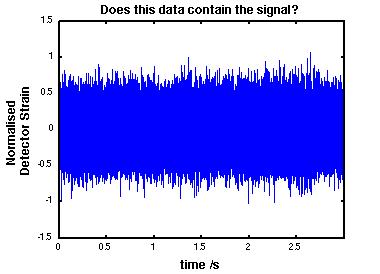 Does this data contain the signal?
1.5
1
0.5
0
-0.5
-1
-1.5
Normalised
Detector Strain
0 0.5 1 1.5 2 2.5
time /s